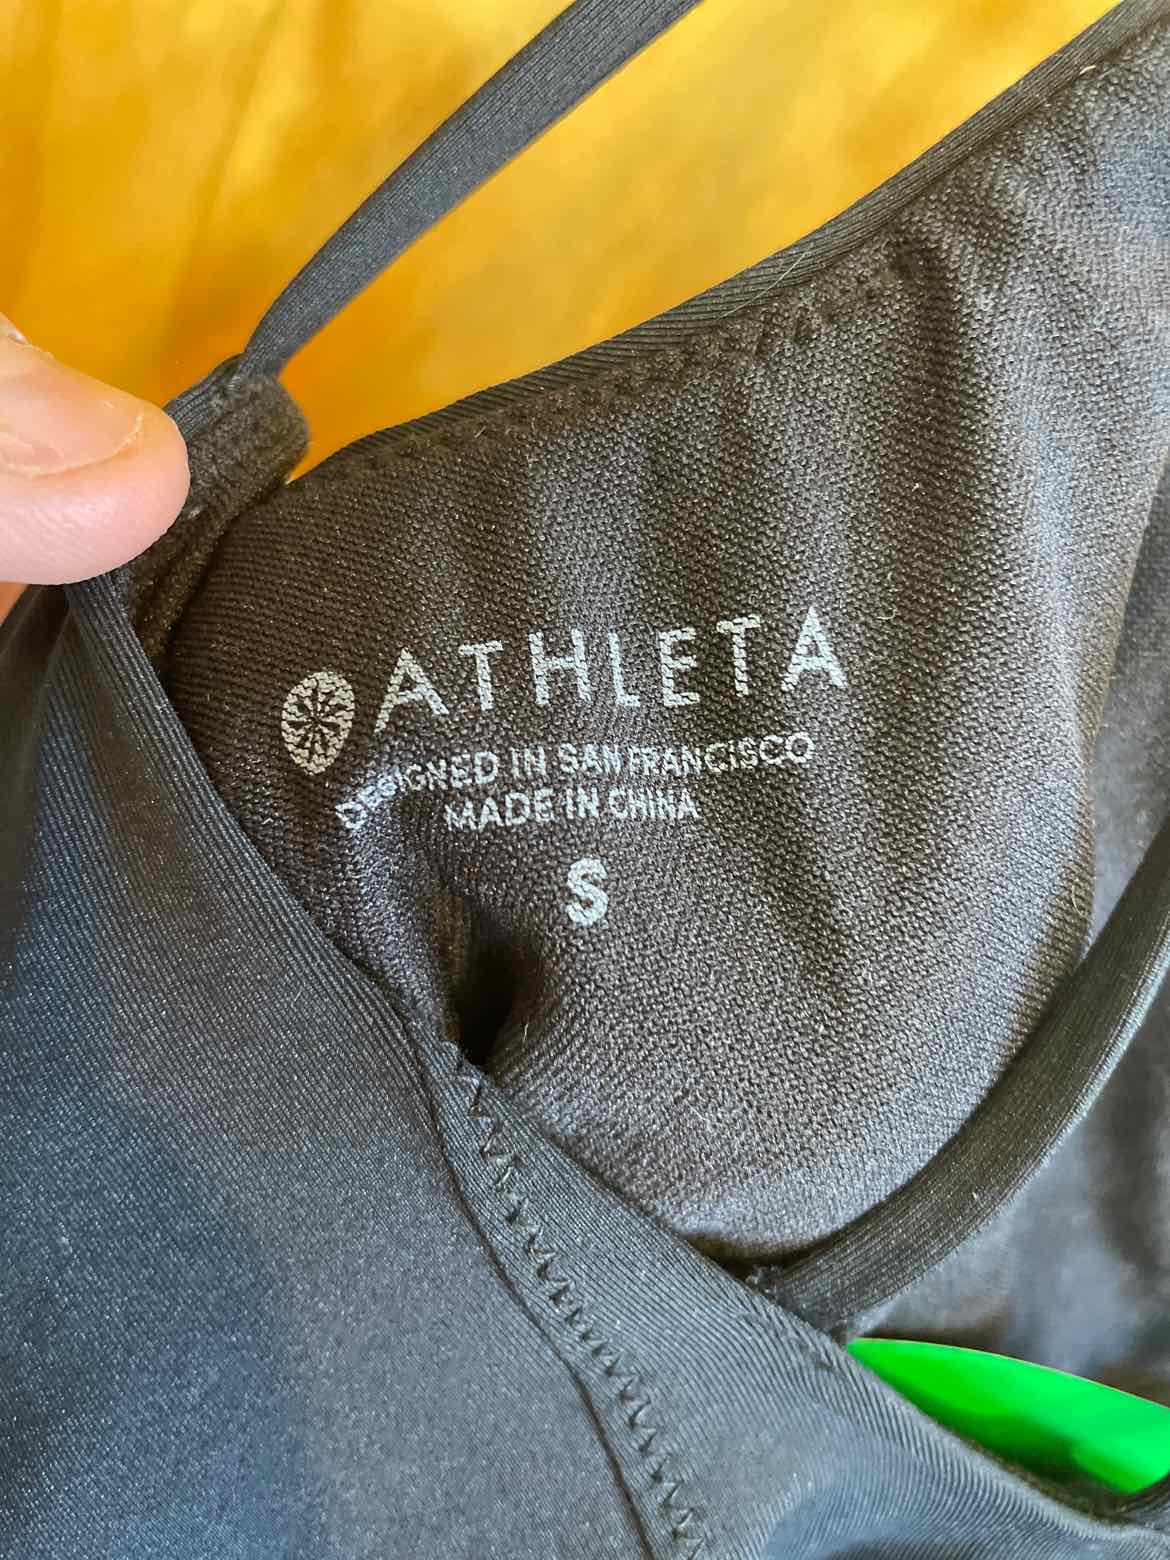 ATHLETA
DESIGNED IN SAN FRANCISCO
MADE IN CHINA
S